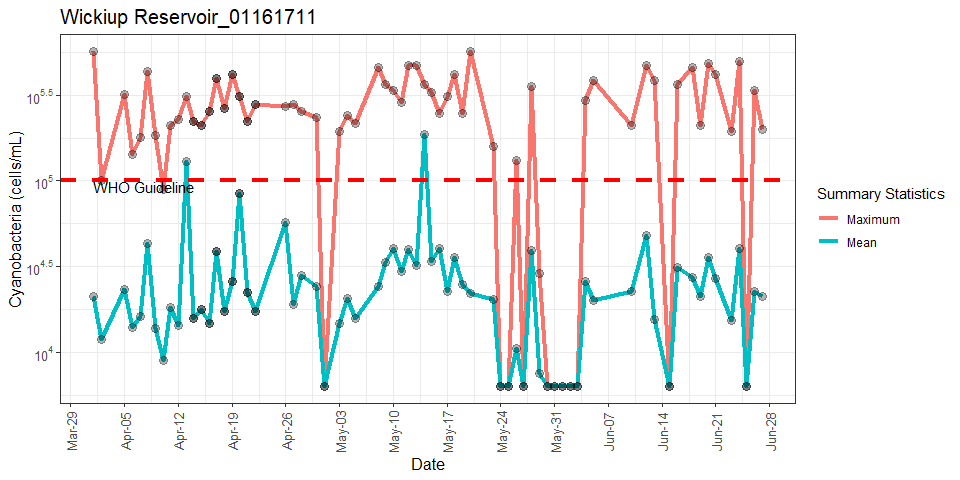 Wickiup Reservoir_01161711
Cyanobacteria (cells/mL)
10^5.5
10^5
10^4.5
10^4
WHO Guideline
Mar-29 Apr-05 Apr-12 Apr-19 Apr-26 May-03 May-10 May-17 May-24 May-31 Jun-07 Jun-14 Jun-21 Jun-28
Date
Summary Statistics
Maximum
Mean